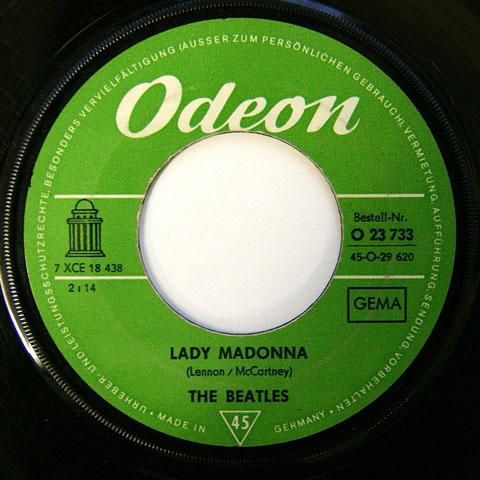 URHEBER- UND LEISTUNGSSCHUTZRECHTE, BESONDERS VERVIELFÄLTIGUNG (AUSSER ZUM PERSÖNLICHEN GEBRAUCH) VERMIETUNG, AUFFÜHRUNG, SENDUNG VORBEHALTEN
Odeon
Bestell-Nr.
O 23 733
45-O-29 620
7 XCE 18 438
2:14
GEMA
LADY MADONNA
(Lennon / McCartney)
THE BEATLES
• MADE IN 45 GERMANY •